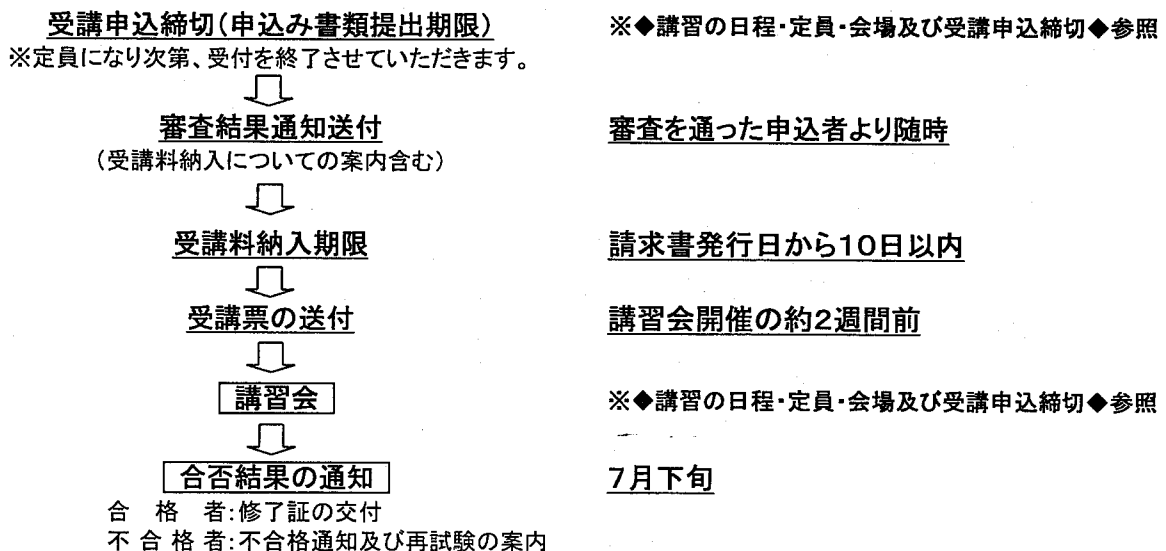 受講申込締切(申込み書類提出期限)
※◆講習の日程・定員・会場及び受講申込締切◆参照
※定員になり次第、受付を終了させていただきます。
審査結果通知送付
審査を通った申込者より随時
(受講料納入についての案内含む)
受講料納入期限
請求書発行日から10日以内
受講票の送付
講習会開催の約2週間前
講習会
※◆講習の日程・定員・会場及び受講申込締切◆参照
合否結果の通知
7月下旬
合 格 者:修了証の交付
不 合 格 者:不合格通知及び再試験の案内